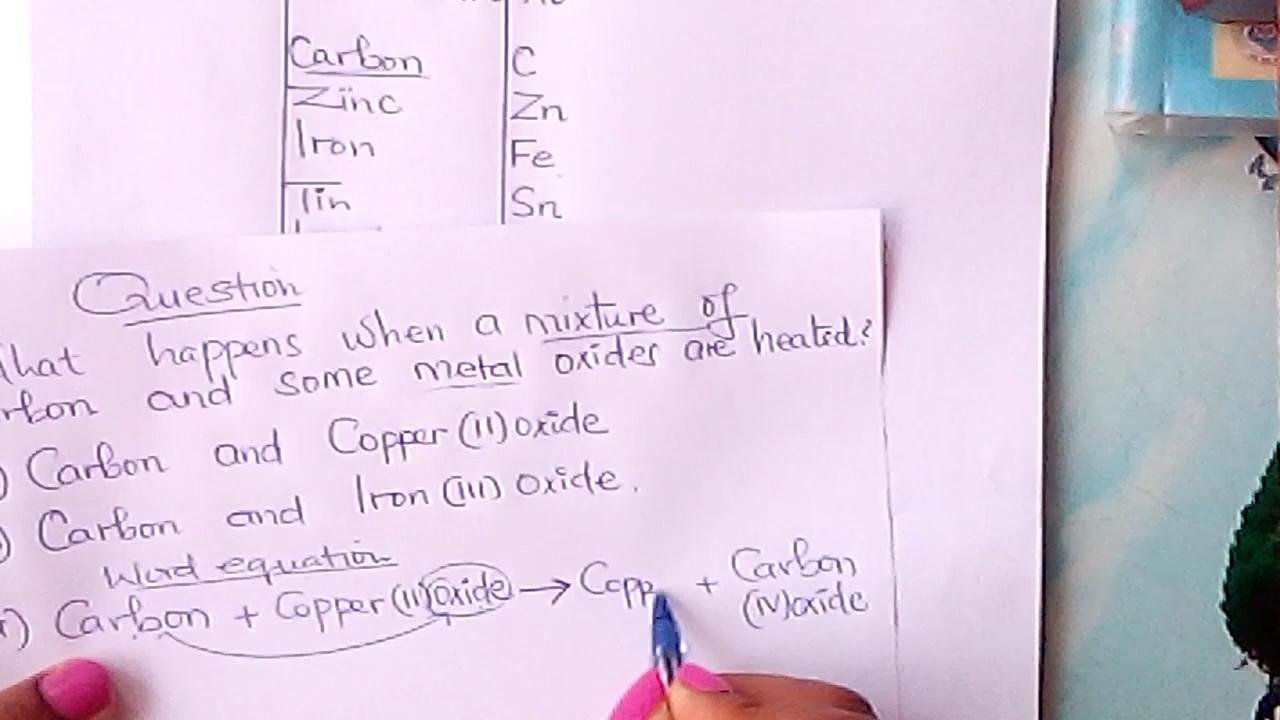 Carbon C
Zinc Zn
Iron Fe
Tin Sn
Question
What happens when a mixture of
rbon and some metal oxides are heated?
) Carbon and Copper (II) oxide
) Carbon and Iron (III) oxide.
Word equation
) Carbon + Copper (II) oxide → Copp + Carbon
(IV) oxide